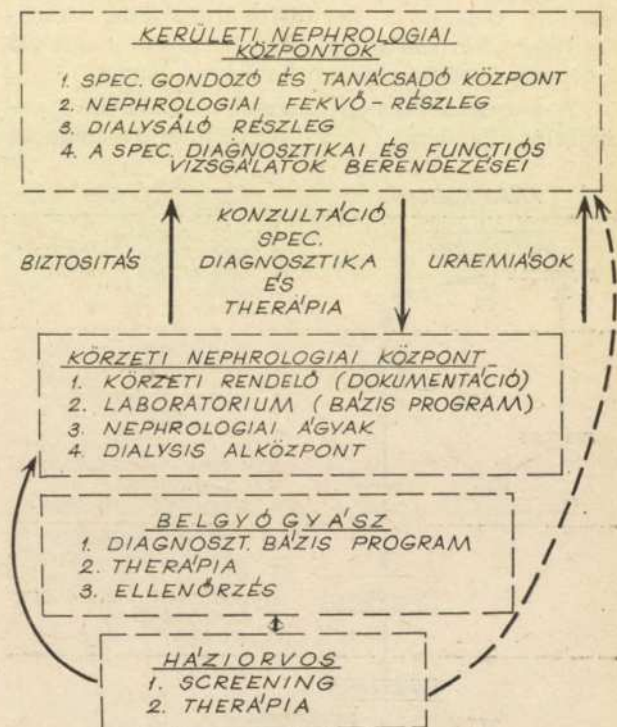 KERÜLETI NEPHROLOGIAI
KÖZPONTOK
1. SPEC. GONDOZÓ ÉS TANÁCSADÓ KÖZPONT
2. NEPHROLOGIAI FEKVŐ-RÉSZLEG
3. DIALYSÁLÓ RÉSZLEG
4. A SPEC. DIAGNOSZTIKAI ÉS FUNCTIÓS
VIZSGÁLATOK BERENDEZÉSEI
BIZTOSITÁS
KONZULTÁCIÓ
SPEC.
DIAGNOSZTIKA
ÉS
THERÁPIA
URAEMIÁSOK
KÖRZETI NEPHROLOGIAI KÖZPONT
1. KÖRZETI RENDELŐ (DOKUMENTÁCIÓ)
2. LABORATORIUM (BÁZIS PROGRAM)
3. NEPHROLOGIAI ÁGYAK
4. DIALYSIS ALKÖZPONT
BELGYÓGYÁSZ
1. DIAGNOSZT. BÁZIS PROGRAM
2. THERÁPIA
3. ELLENŐRZÉS
HÁZIORVOS
1. SCREENING
2. THERÁPIA